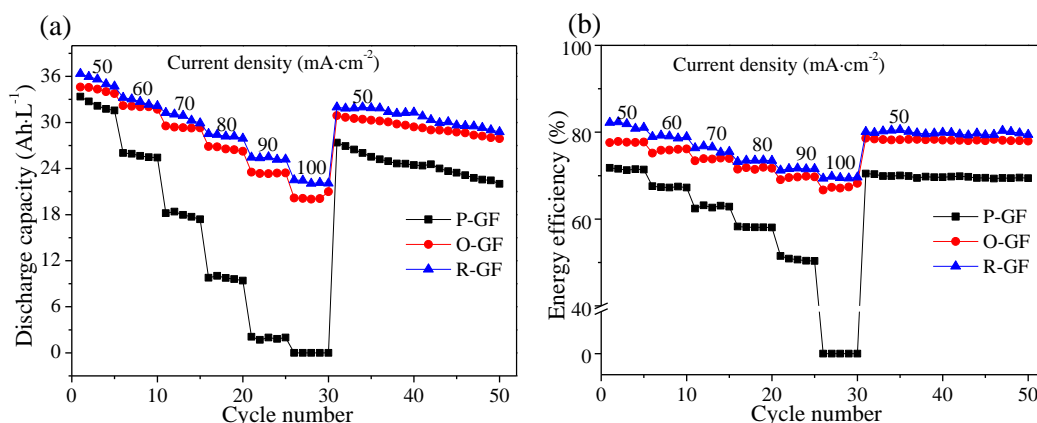 (a)
Current density (mA·cm⁻²)
50
60
70
80
90
100
50
P-GF
O-GF
R-GF
Discharge capacity (Ah·L⁻¹)
36
30
24
18
12
6
0
0
10
20
30
40
50
Cycle number
(b)
Current density (mA·cm⁻²)
50
60
70
80
90
100
50
P-GF
O-GF
R-GF
Energy efficiency (%)
100
80
60
40
40
0
0
10
20
30
40
50
Cycle number